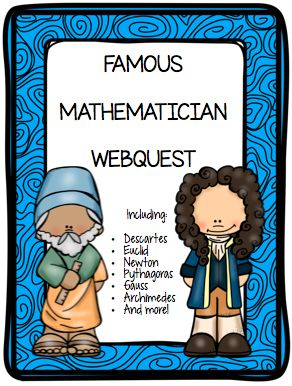 FAMOUS
MATHEMATICIAN
WEBQUEST
Including:
• Descartes
• Euclid
• Newton
• Pythagoras
• Gauss
• Archimedes
• And more!